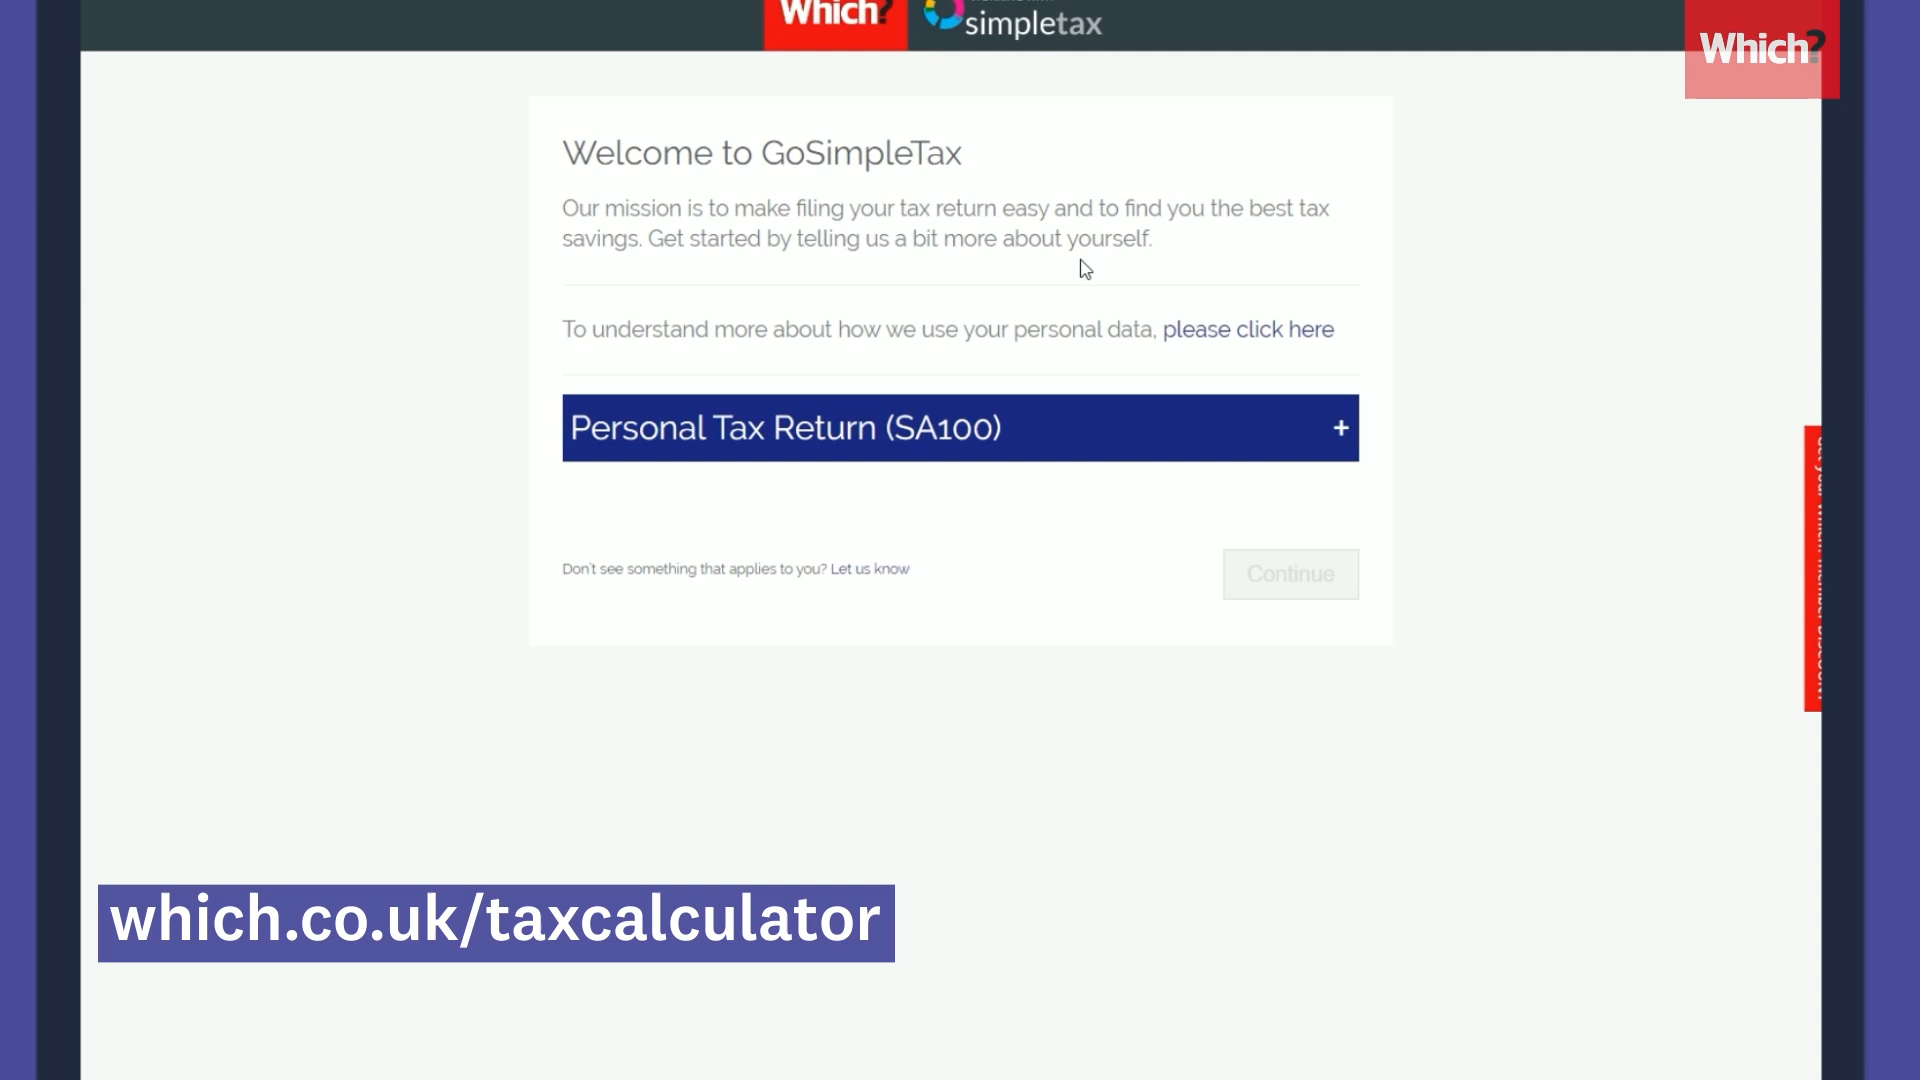 Which?
simpletax
Which?
Welcome to GoSimpleTax
Our mission is to make filing your tax return easy and to find you the best tax
savings. Get started by telling us a bit more about yourself.
To understand more about how we use your personal data, please click here
Personal Tax Return (SA100) +
Don't see something that applies to you? Let us know
Continue
which.co.uk/taxcalculator